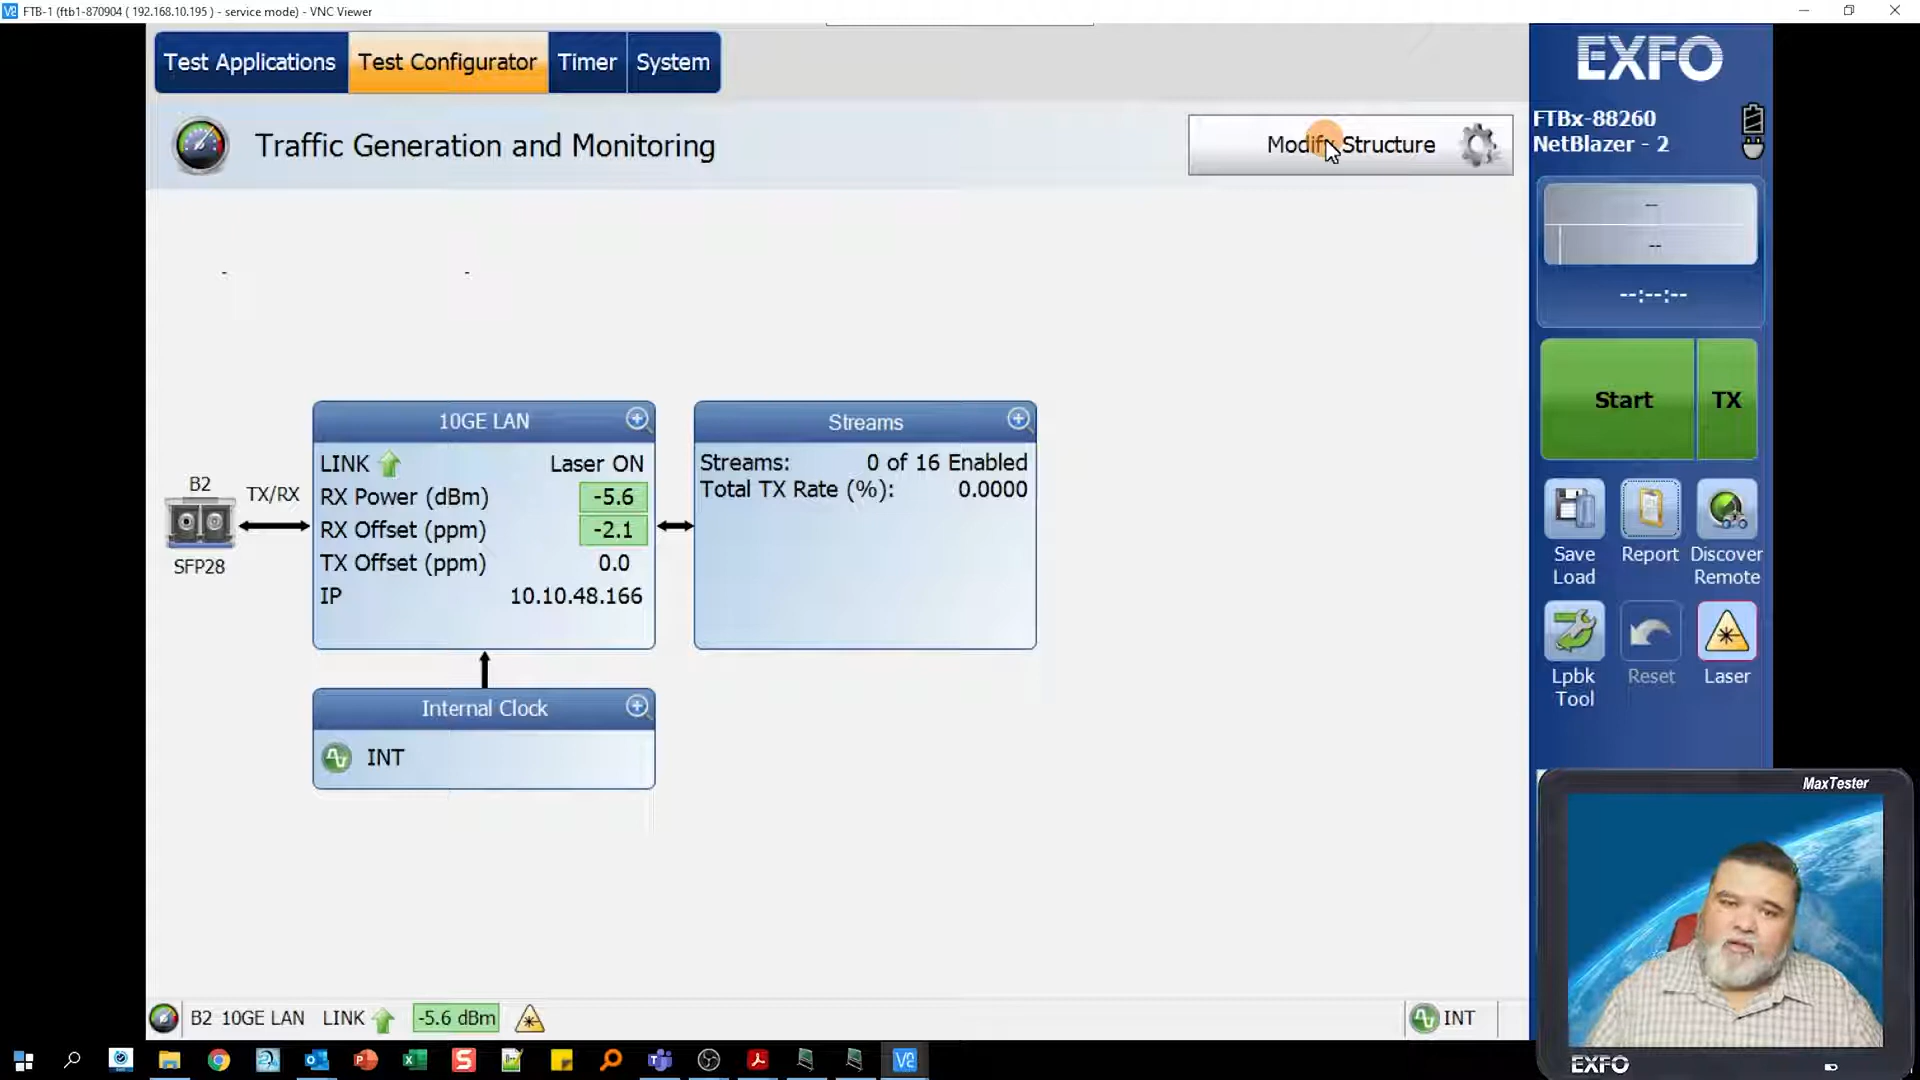 FTB-1 (ftb1-870904 ( 192.168.10.195 ) - service mode) - VNC Viewer
Test Applications
Test Configurator
Timer
System
EXFO
FTBx-88260
NetBlazer - 2
Traffic Generation and Monitoring
Modify Structure
--
--
--:--:--
-
-
Start
TX
10GE LAN
LINK
Laser ON
RX Power (dBm)
-5.6
RX Offset (ppm)
-2.1
TX Offset (ppm)
0.0
IP
10.10.48.166
Streams
Streams:
0 of 16 Enabled
Total TX Rate (%):
0.0000
B2
TX/RX
SFP28
Internal Clock
INT
Save
Load
Report
Discover
Remote
Lpbk
Tool
Reset
Laser
MaxTester
EXFO
B2 10GE LAN
LINK
-5.6 dBm
INT